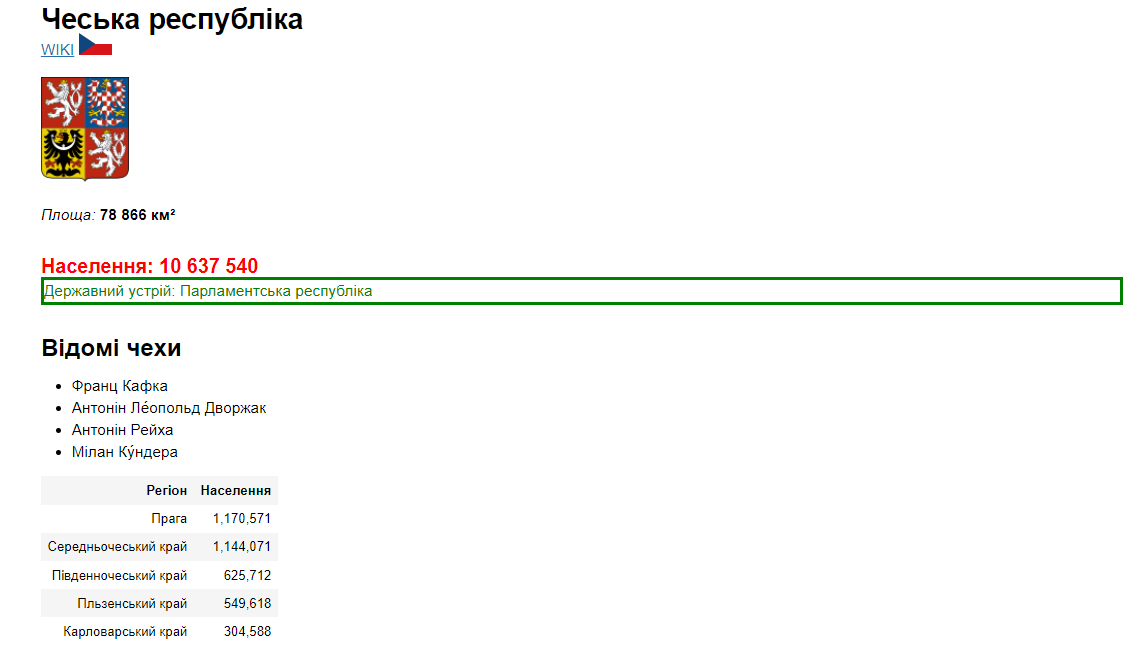 Чеська республіка
WIKI
Площа: 78 866 км²
Населення: 10 637 540
Державний устрій: Парламентська республіка
Відомі чехи
Франц Кафка
Антонін Ле́опольд Дворжак
Антонін Рейха
Мілан Ку́ндера
Регіон Населення
Прага 1,170,571
Середньочеський край 1,144,071
Південночеський край 625,712
Пльзенський край 549,618
Карловарський край 304,588